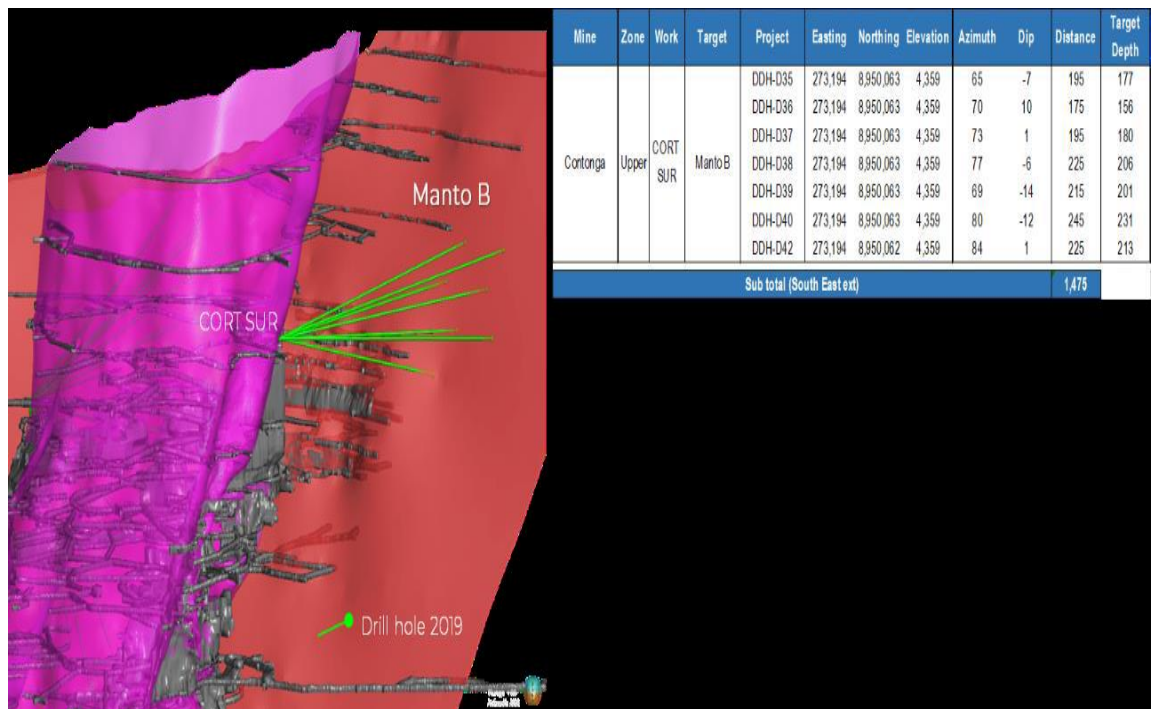 Mine Zone Work Target Project Easting Northing Elevation Azimuth Dip Distance Target Depth
DDH-D35 273,194 8,950,063 4,359 65 -7 195 177
DDH-D36 273,194 8,950,063 4,359 70 10 175 156
DDH-D37 273,194 8,950,063 4,359 73 1 195 180
Contonga Upper CORT SUR Manto B DDH-D38 273,194 8,950,063 4,359 77 -6 225 206
DDH-D39 273,194 8,950,063 4,359 69 -14 215 201
DDH-D40 273,194 8,950,063 4,359 80 -12 245 231
DDH-D42 273,194 8,950,062 4,359 84 1 225 213
Sub total (South East ext) 1,475
Manto B
CORT SUR
Drill hole 2019